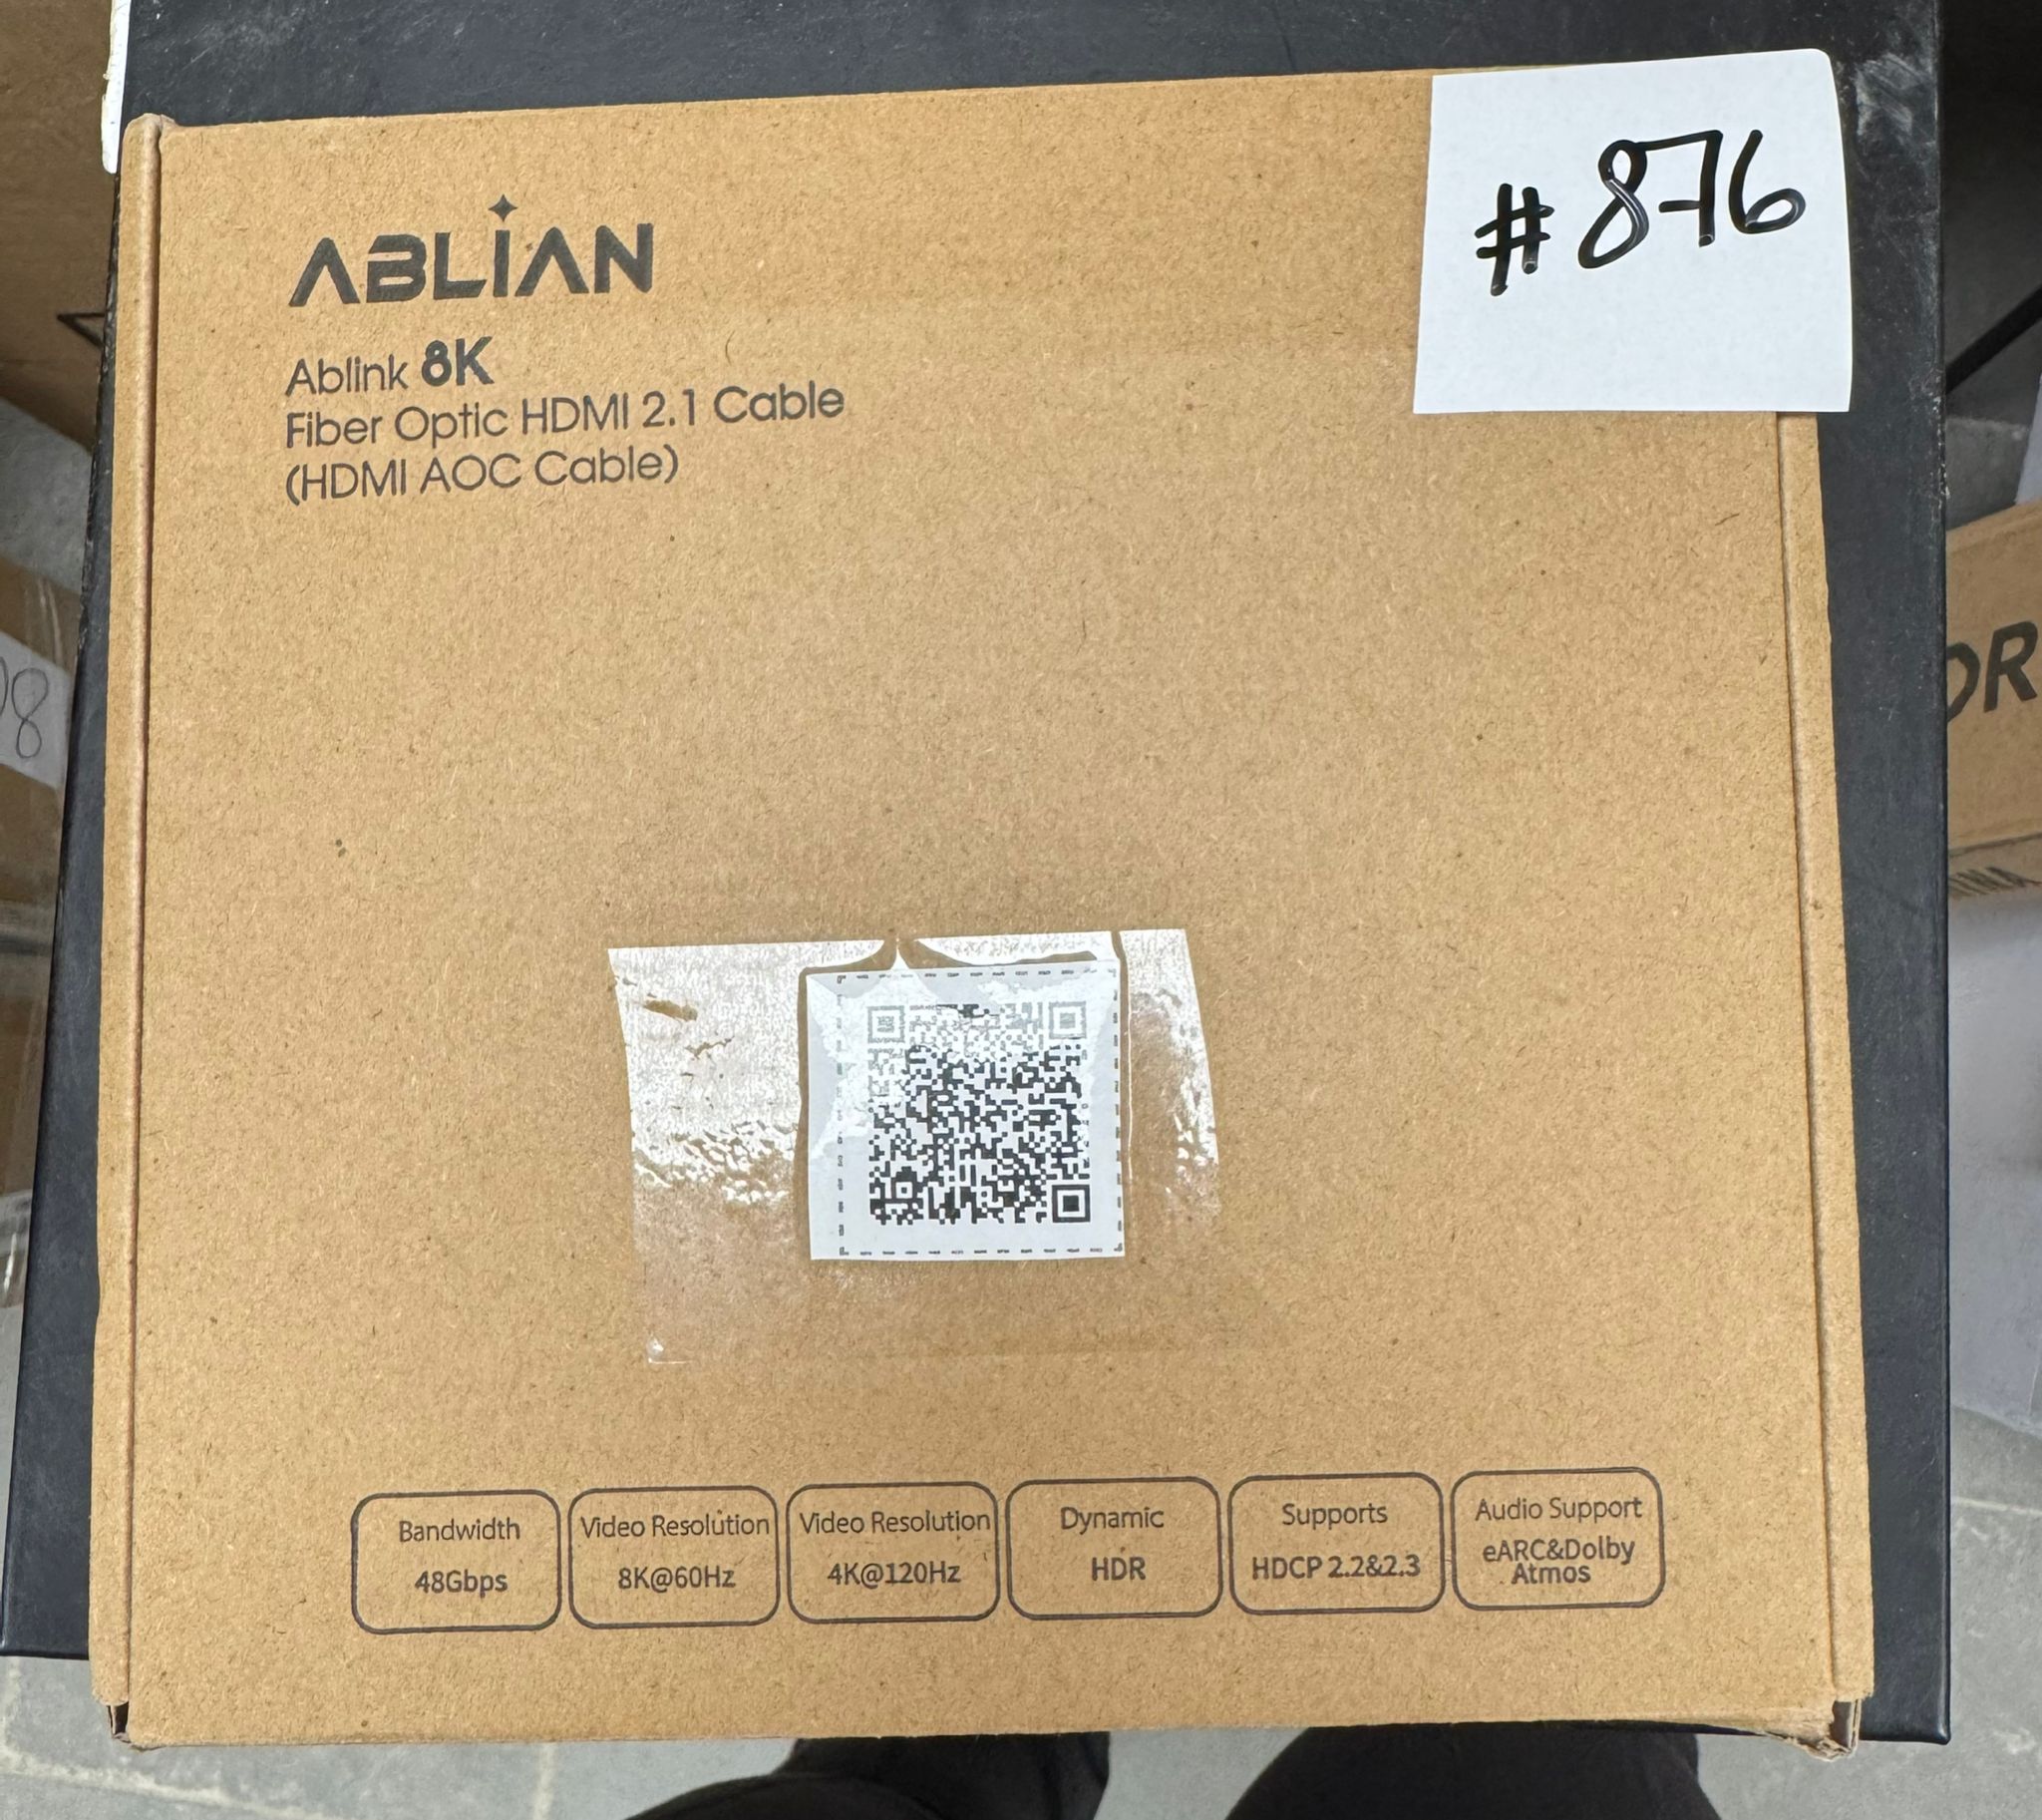 #876
ABLIAN
Ablink 8K
Fiber Optic HDMI 2.1 Cable
(HDMI AOC Cable)
Bandwidth
48Gbps
Video Resolution
8K@60Hz
Video Resolution
4K@120Hz
Dynamic
HDR
Supports
HDCP 2.2&2.3
Audio Support
eARC&Dolby
Atmos